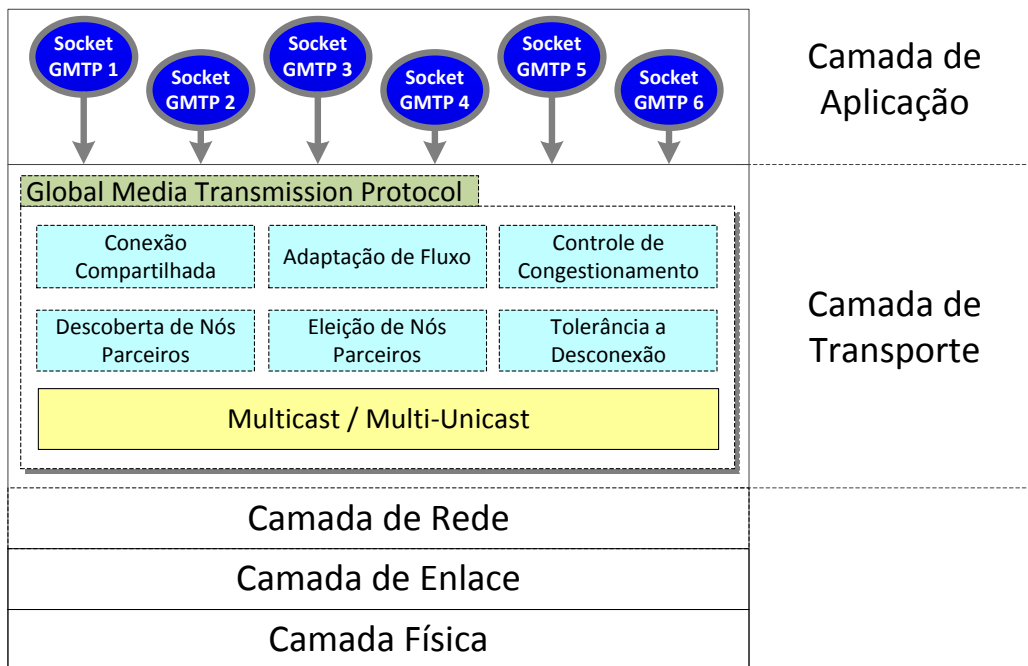 Socket
GMTP 1
Socket
GMTP 2
Socket
GMTP 3
Socket
GMTP 4
Socket
GMTP 5
Socket
GMTP 6
Camada de
Aplicação
Global Media Transmission Protocol
Conexão
Compartilhada
Adaptação de Fluxo
Controle de
Congestionamento
Descoberta de Nós
Parceiros
Eleição de Nós
Parceiros
Tolerância a
Desconexão
Multicast / Multi-Unicast
Camada de
Transporte
Camada de Rede
Camada de Enlace
Camada Física